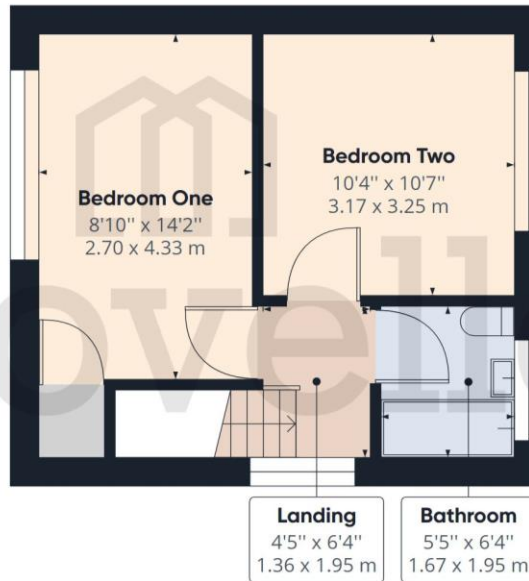 Bedroom One
8'10" x 14'2"
2.70 x 4.33 m
Bedroom Two
10'4" x 10'7"
3.17 x 3.25 m
Landing
4'5" x 6'4"
1.36 x 1.95 m
Bathroom
5'5" x 6'4"
1.67 x 1.95 m
ovelle